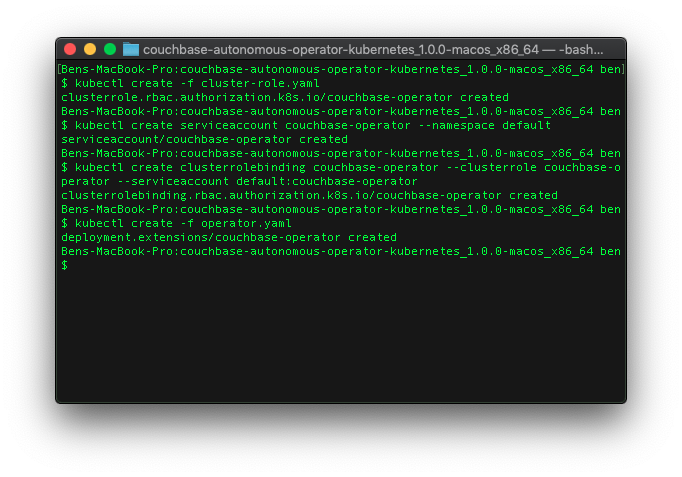 couchbase-autonomous-operator-kubernetes_1.0.0-macos_x86_64 — -bash...
[Bens-MacBook-Pro:couchbase-autonomous-operator-kubernetes_1.0.0-macos_x86_64 ben]
$ kubectl create -f cluster-role.yaml
clusterrole.rbac.authorization.k8s.io/couchbase-operator created
Bens-MacBook-Pro:couchbase-autonomous-operator-kubernetes_1.0.0-macos_x86_64 ben
$ kubectl create serviceaccount couchbase-operator --namespace default
serviceaccount/couchbase-operator created
Bens-MacBook-Pro:couchbase-autonomous-operator-kubernetes_1.0.0-macos_x86_64 ben
$ kubectl create clusterrolebinding couchbase-operator --clusterrole couchbase-o
perator --serviceaccount default:couchbase-operator
clusterrolebinding.rbac.authorization.k8s.io/couchbase-operator created
Bens-MacBook-Pro:couchbase-autonomous-operator-kubernetes_1.0.0-macos_x86_64 ben
$ kubectl create -f operator.yaml
deployment.extensions/couchbase-operator created
Bens-MacBook-Pro:couchbase-autonomous-operator-kubernetes_1.0.0-macos_x86_64 ben
$